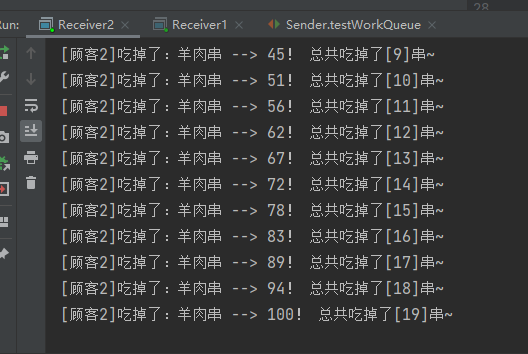 28
Run: Receiver2 × Receiver1 × Sender.testWorkQueue ×
[顾客2]吃掉了：羊肉串 --> 45! 总共吃掉了[9]串~
[顾客2]吃掉了：羊肉串 --> 51! 总共吃掉了[10]串~
[顾客2]吃掉了：羊肉串 --> 56! 总共吃掉了[11]串~
[顾客2]吃掉了：羊肉串 --> 62! 总共吃掉了[12]串~
[顾客2]吃掉了：羊肉串 --> 67! 总共吃掉了[13]串~
[顾客2]吃掉了：羊肉串 --> 72! 总共吃掉了[14]串~
[顾客2]吃掉了：羊肉串 --> 78! 总共吃掉了[15]串~
[顾客2]吃掉了：羊肉串 --> 83! 总共吃掉了[16]串~
[顾客2]吃掉了：羊肉串 --> 89! 总共吃掉了[17]串~
[顾客2]吃掉了：羊肉串 --> 94! 总共吃掉了[18]串~
[顾客2]吃掉了：羊肉串 --> 100! 总共吃掉了[19]串~